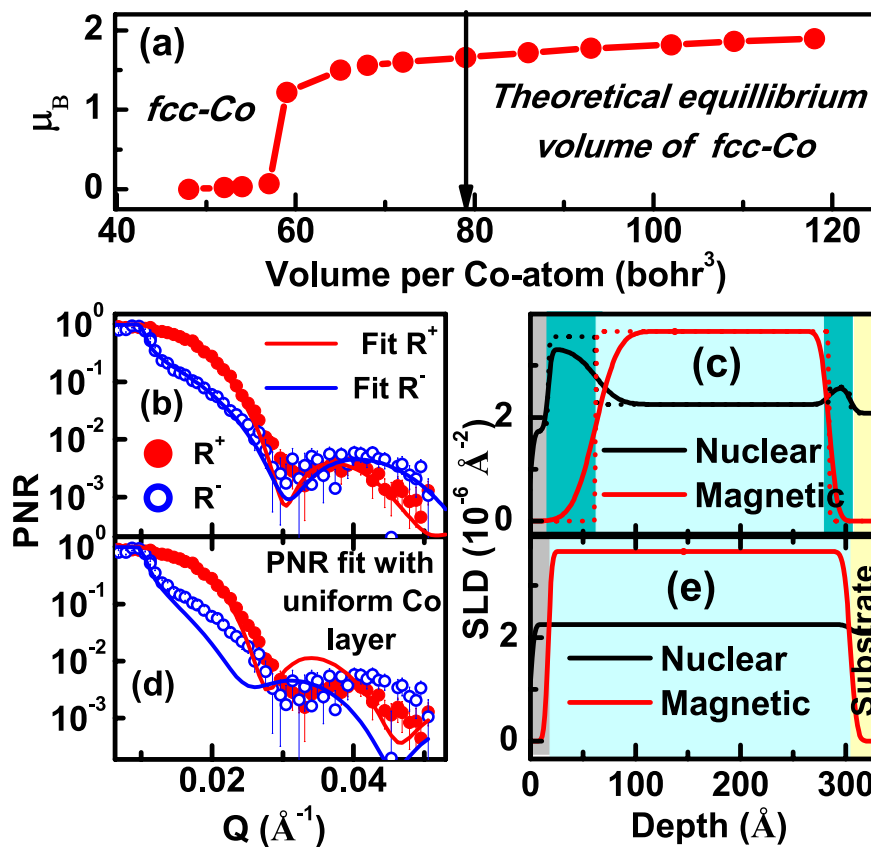 (a)
2
1
0
μB
fcc-Co
Theoretical equillibrium
volume of fcc-Co
40
60
80
100
120
Volume per Co-atom (bohr³)
10⁰
10⁻¹
10⁻²
10⁻³
10⁰
10⁻¹
10⁻²
10⁻³
PNR
Fit R⁺
Fit R⁻
(b)
R⁺
R⁻
PNR fit with
uniform Co
layer
(d)
0.02
0.04
Q (Å⁻¹)
(c)
Nuclear
Magnetic
2
0
2
0
SLD (10⁻⁶ Å⁻²)
(e)
Nuclear
Magnetic
Substrate
0
100
200
300
Depth (Å)